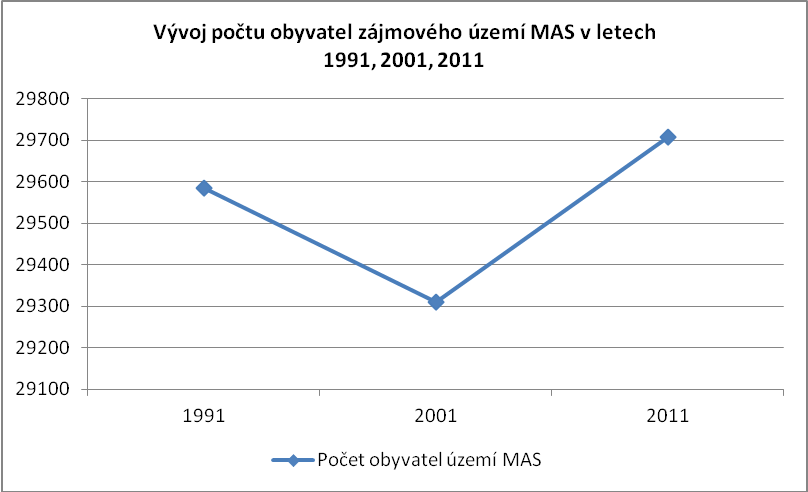 Vývoj počtu obyvatel zájmového území MAS v letech
1991, 2001, 2011
29800
29700
29600
29500
29400
29300
29200
29100
1991 2001 2011
Počet obyvatel území MAS